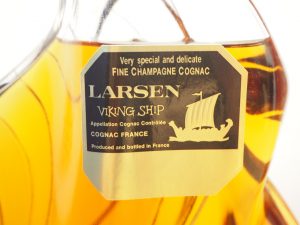 Very special and delicate
FINE CHAMPAGNE COGNAC
LARSEN
VIKING SHIP
Appellation Cognac Contrôlée
COGNAC FRANCE
Produced and bottled in France